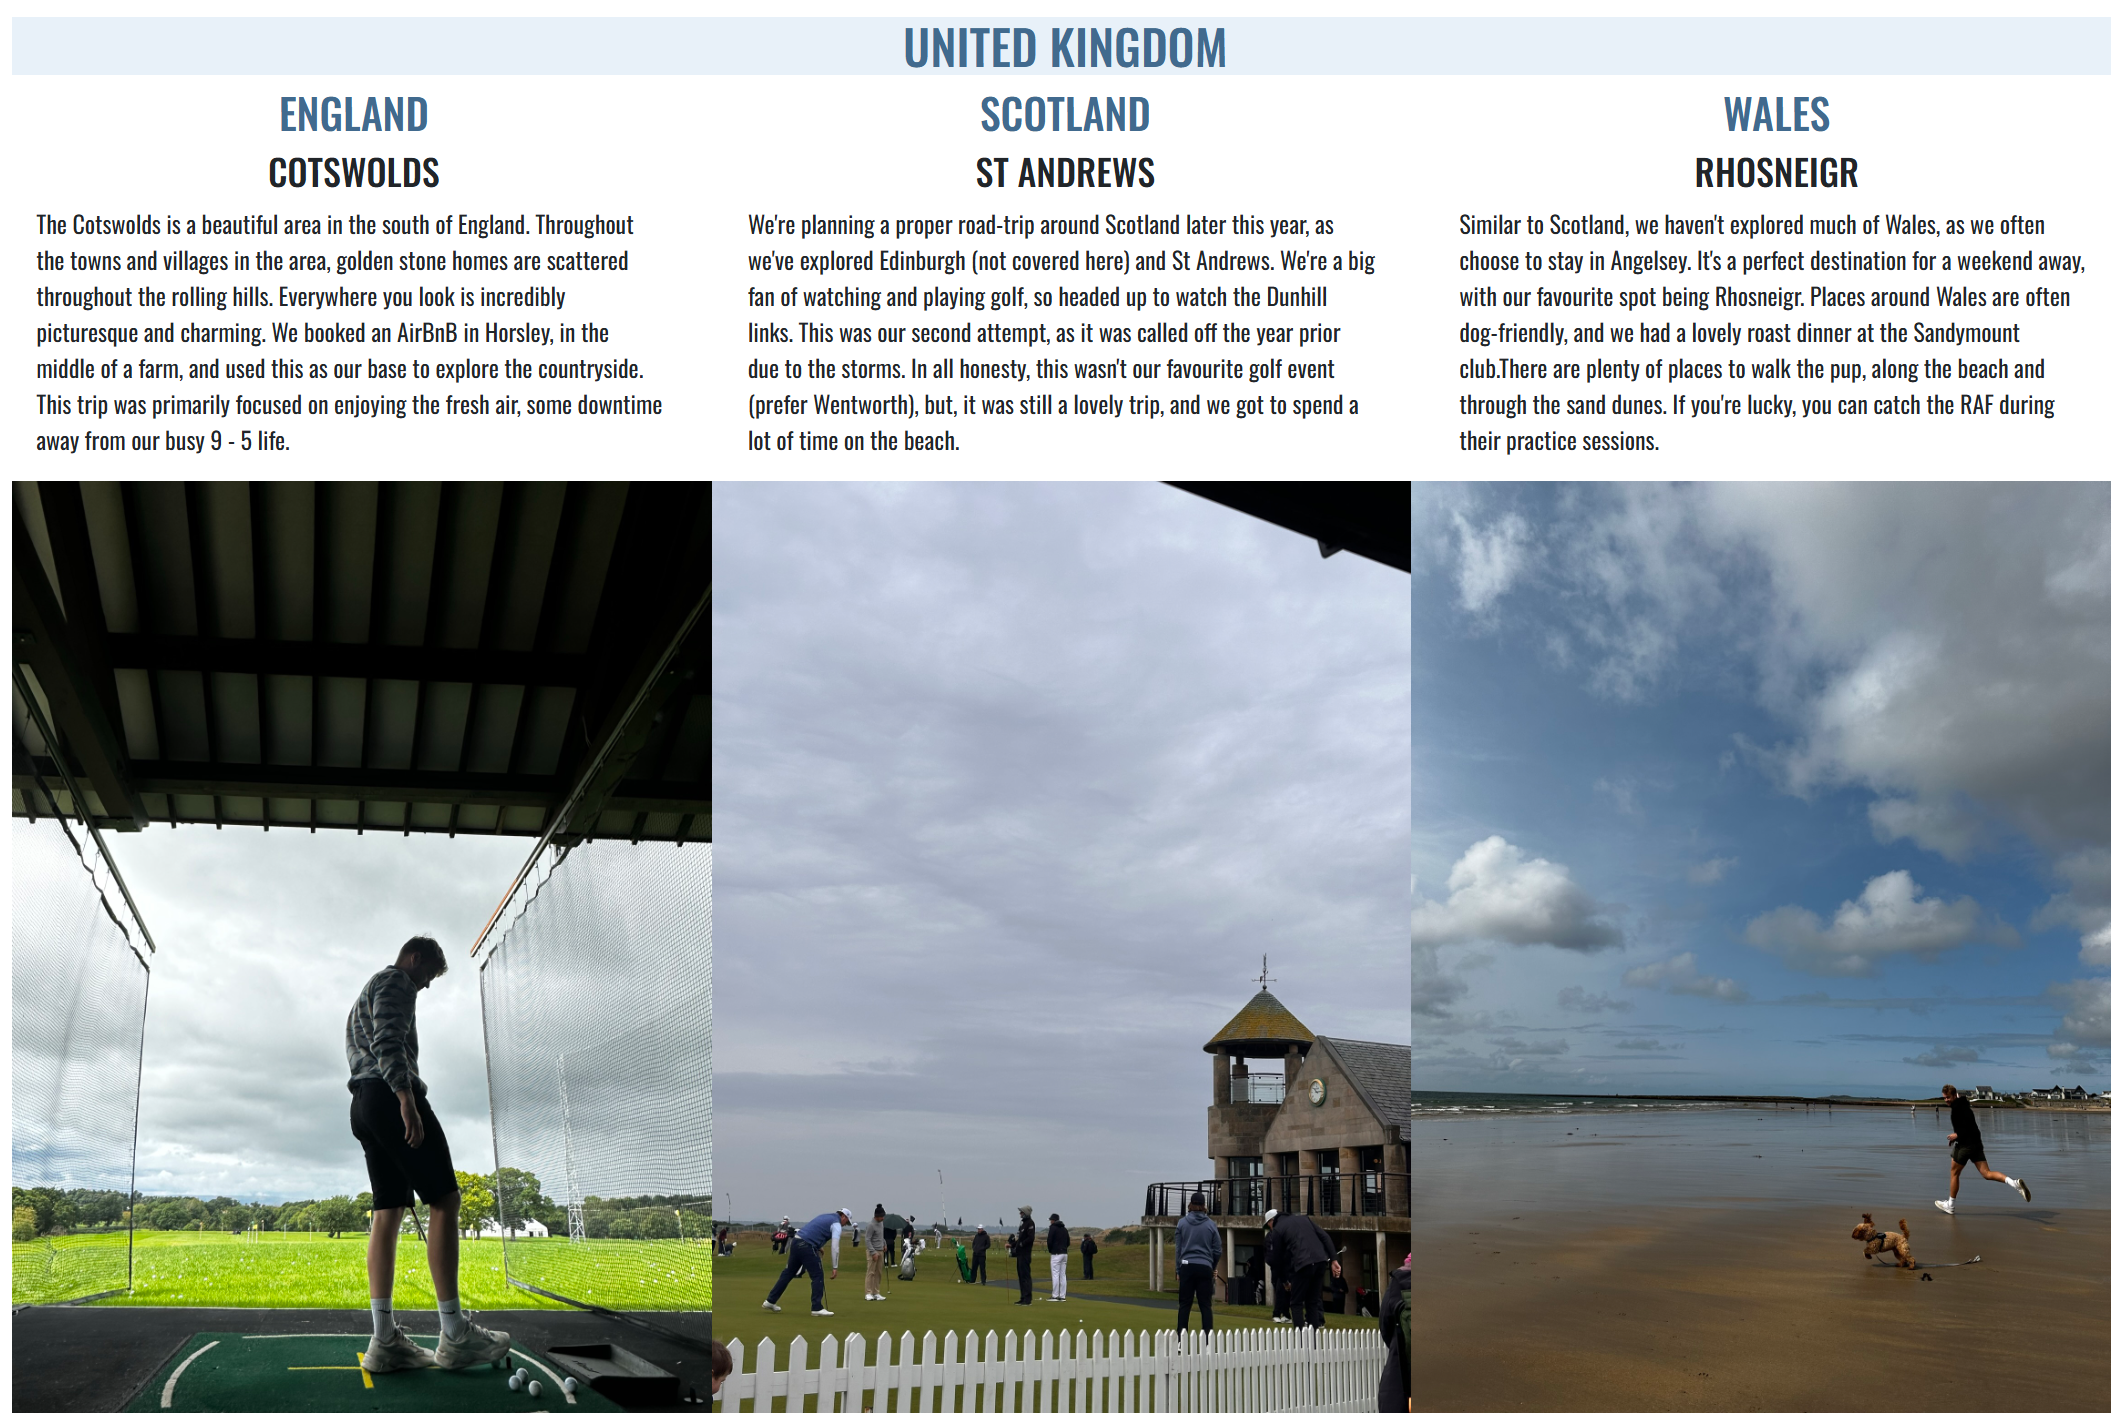 UNITED KINGDOM
ENGLAND
COTSWOLDS
The Cotswolds is a beautiful area in the south of England. Throughout
the towns and villages in the area, golden stone homes are scattered
throughout the rolling hills. Everywhere you look is incredibly
picturesque and charming. We booked an AirBnB in Horsley, in the
middle of a farm, and used this as our base to explore the countryside.
This trip was primarily focused on enjoying the fresh air, some downtime
away from our busy 9 - 5 life.
SCOTLAND
ST ANDREWS
We're planning a proper road-trip around Scotland later this year, as
we've explored Edinburgh (not covered here) and St Andrews. We're a big
fan of watching and playing golf, so headed up to watch the Dunhill
links. This was our second attempt, as it was called off the year prior
due to the storms. In all honesty, this wasn't our favourite golf event
(prefer Wentworth), but, it was still a lovely trip, and we got to spend a
lot of time on the beach.
WALES
RHOSNEIGR
Similar to Scotland, we haven't explored much of Wales, as we often
choose to stay in Angelsey. It's a perfect destination for a weekend away,
with our favourite spot being Rhosneigr. Places around Wales are often
dog-friendly, and we had a lovely roast dinner at the Sandymount
club.There are plenty of places to walk the pup, along the beach and
through the sand dunes. If you're lucky, you can catch the RAF during
their practice sessions.